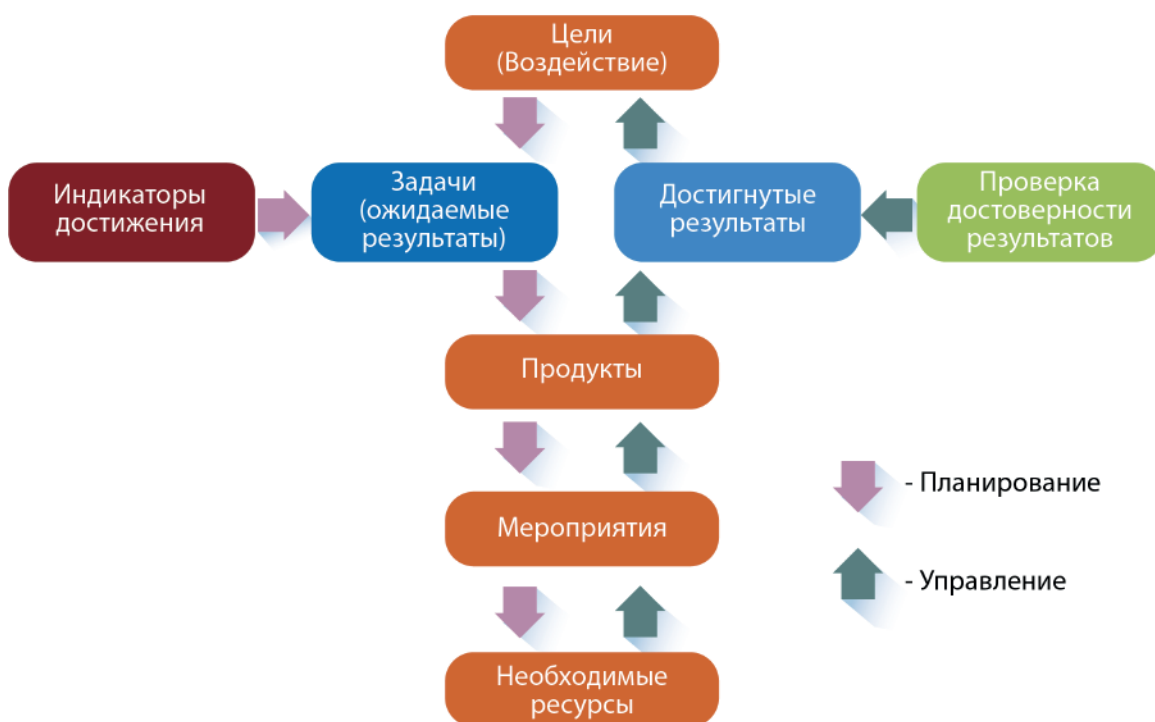 Цели
(Воздействие)
Индикаторы
достижения
Задачи
(ожидаемые
результаты)
Достигнутые
результаты
Проверка
достоверности
результатов
Продукты
Мероприятия
Необходимые
ресурсы
- Планирование
- Управление